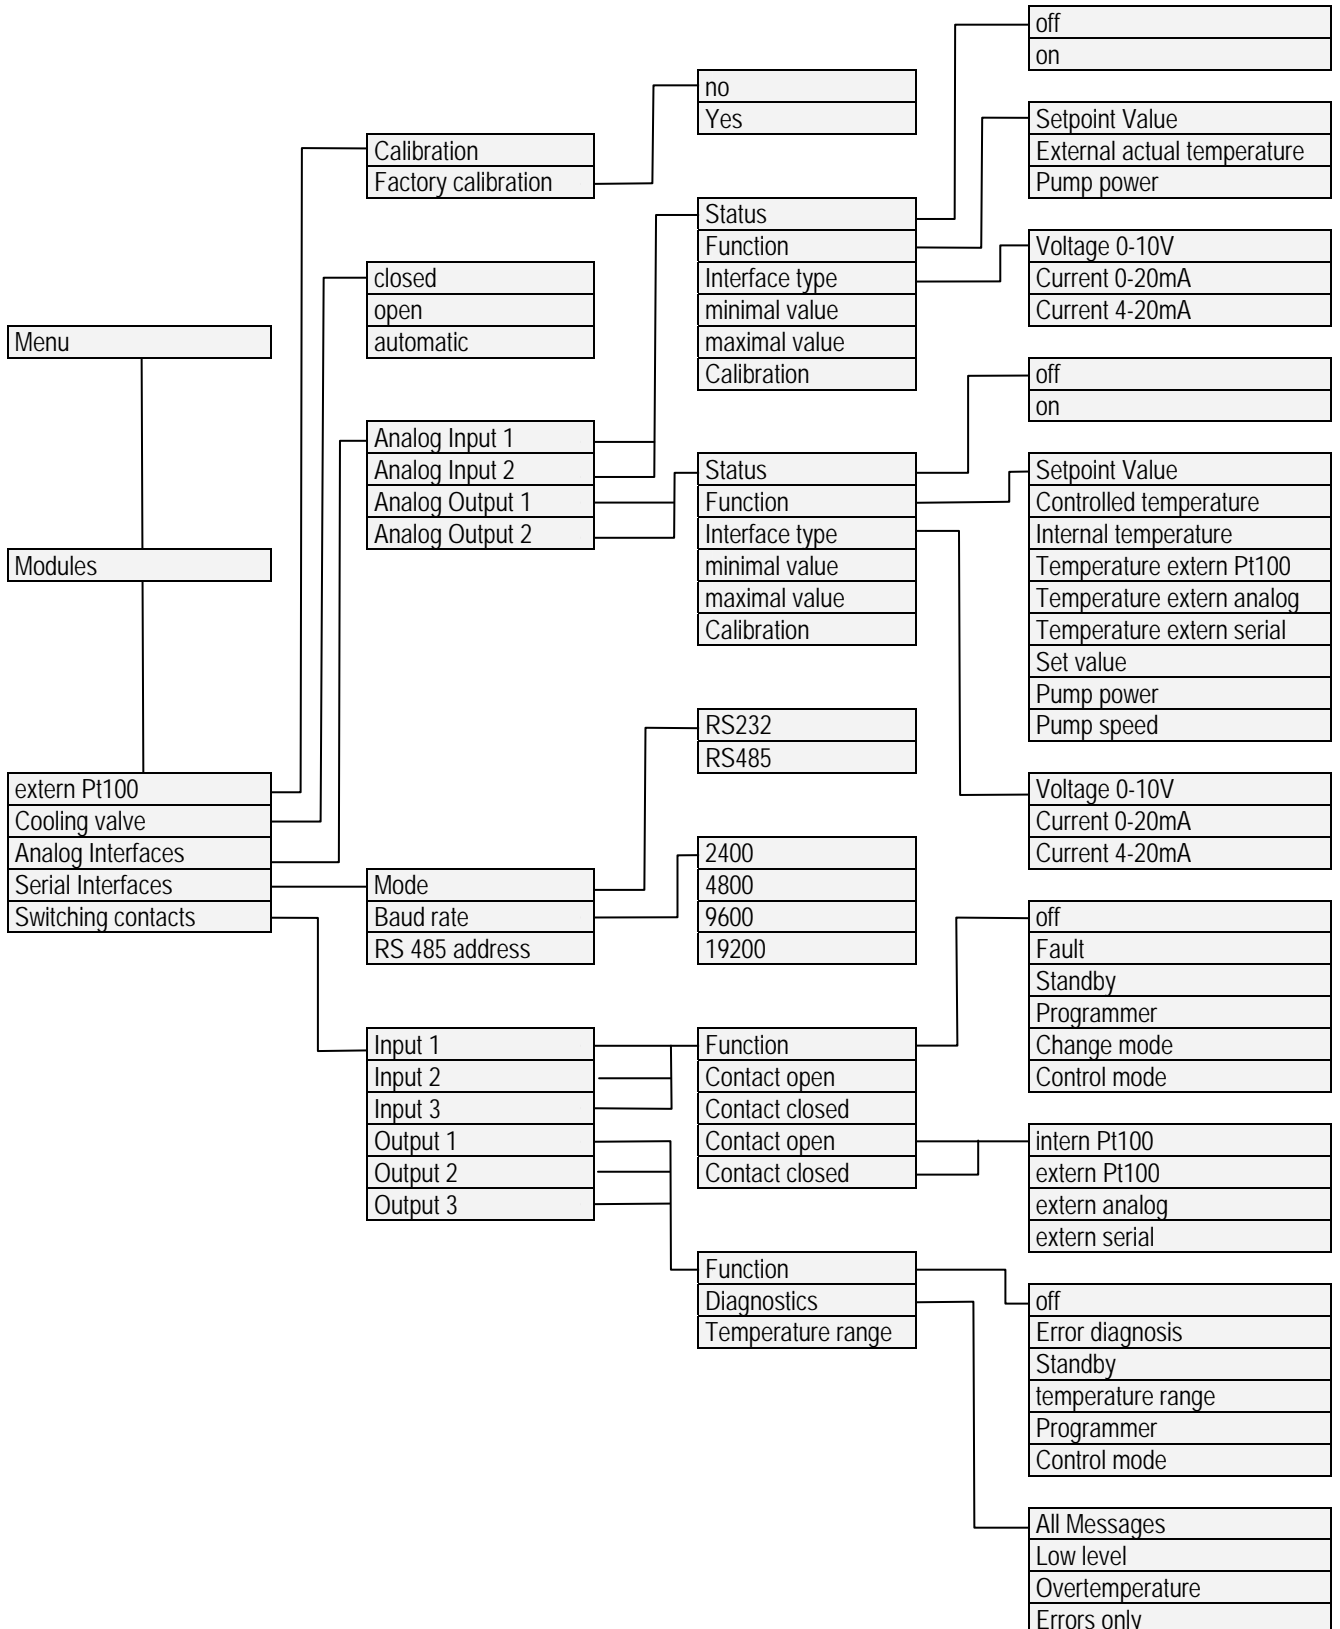 Menu
Modules
extern Pt100
Cooling valve
Analog Interfaces
Serial Interfaces
Switching contacts
Calibration
Factory calibration
closed
open
automatic
Analog Input 1
Analog Input 2
Analog Output 1
Analog Output 2
Mode
Baud rate
RS 485 address
Input 1
Input 2
Input 3
Output 1
Output 2
Output 3
no
Yes
Status
Function
Interface type
minimal value
maximal value
Calibration
Status
Function
Interface type
minimal value
maximal value
Calibration
RS232
RS485
2400
4800
9600
19200
Function
Contact open
Contact closed
Contact open
Contact closed
Function
Diagnostics
Temperature range
off
on
Setpoint Value
External actual temperature
Pump power
Voltage 0-10V
Current 0-20mA
Current 4-20mA
off
on
Setpoint Value
Controlled temperature
Internal temperature
Temperature extern Pt100
Temperature extern analog
Temperature extern serial
Set value
Pump power
Pump speed
Voltage 0-10V
Current 0-20mA
Current 4-20mA
off
Fault
Standby
Programmer
Change mode
Control mode
intern Pt100
extern Pt100
extern analog
extern serial
off
Error diagnosis
Standby
temperature range
Programmer
Control mode
All Messages
Low level
Overtemperature
Errors only